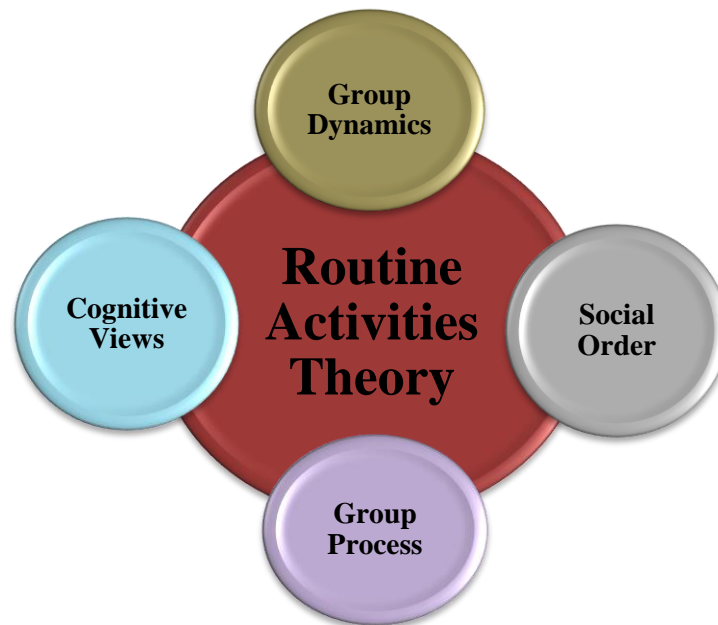 Group
Dynamics
Routine
Activities
Theory
Cognitive
Views
Social
Order
Group
Process